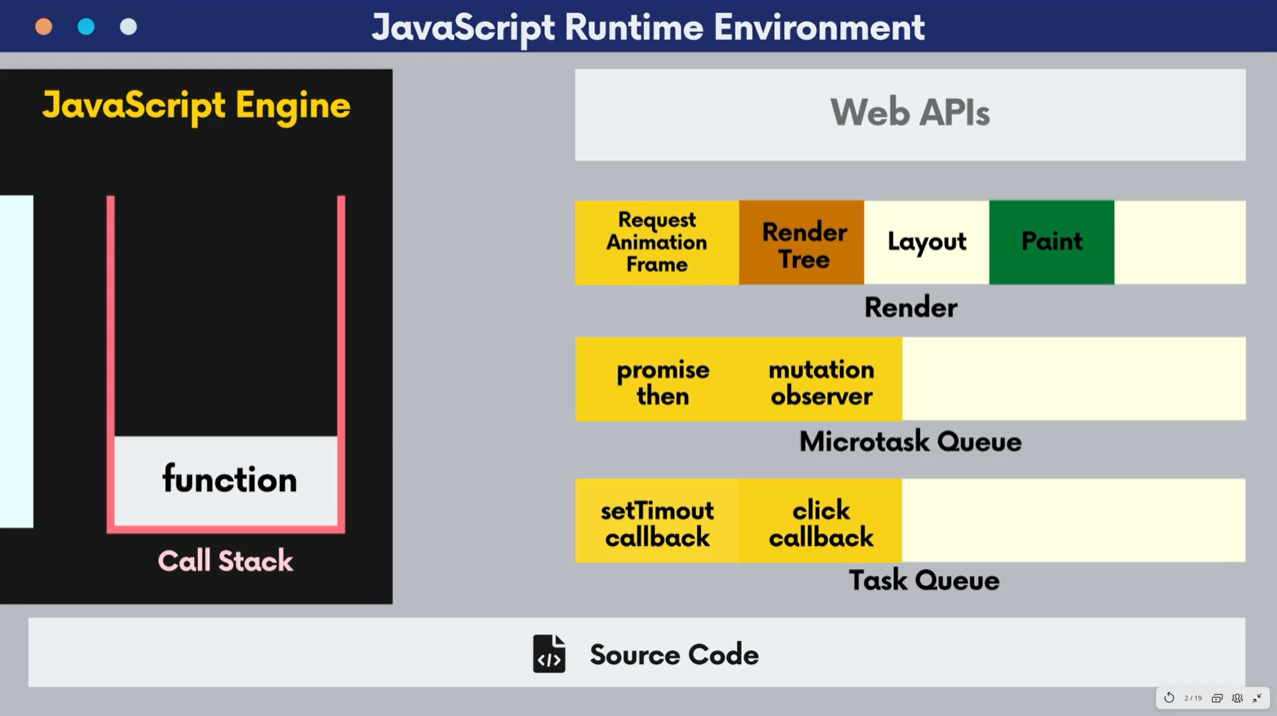 JavaScript Runtime Environment
JavaScript Engine
function
Call Stack
Web APIs
Request
Animation
Frame
Render
Tree
Layout
Paint
Render
promise
then
mutation
observer
Microtask Queue
setTimout
callback
click
callback
Task Queue
</> Source Code
2 / 19